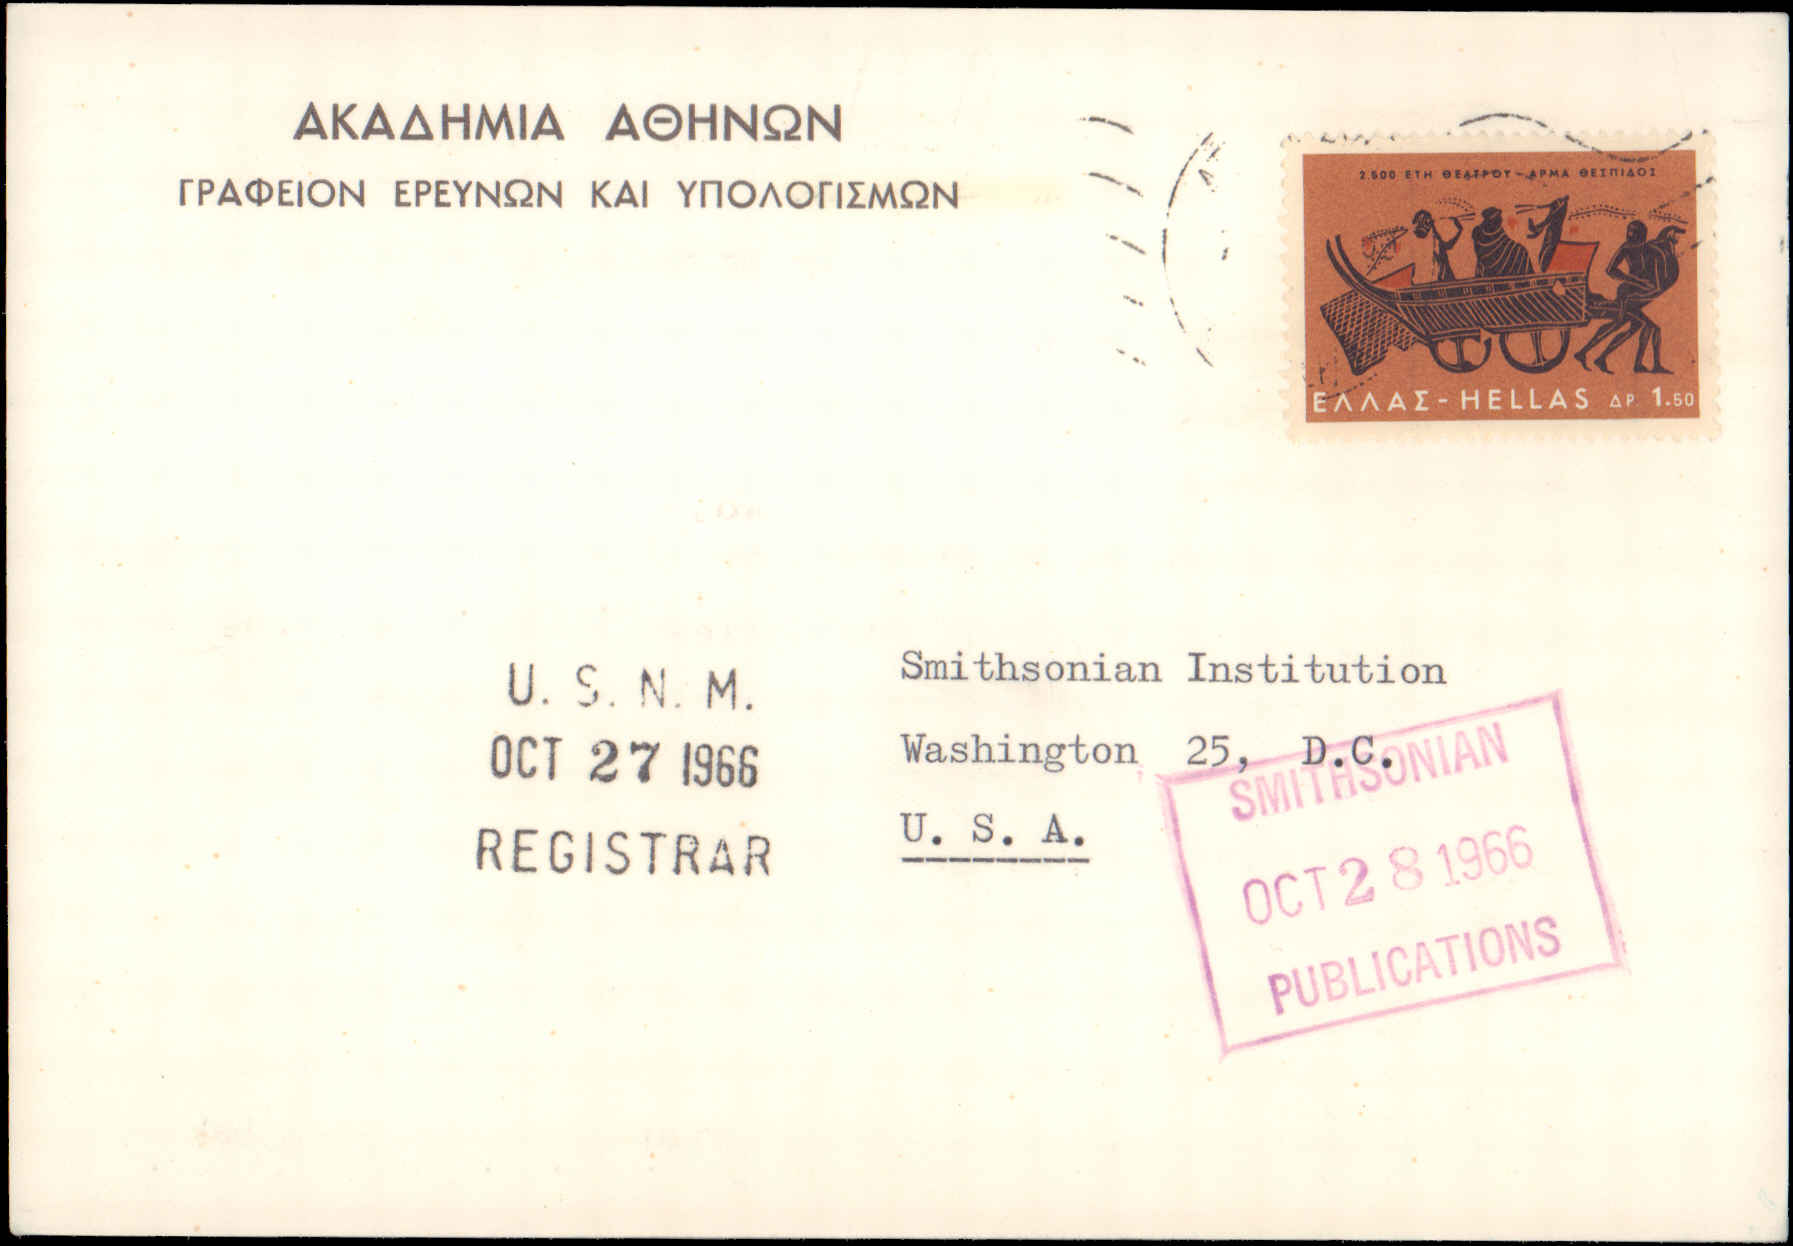 ΑΚΑΔΗΜΙΑ ΑΘΗΝΩΝ
ΓΡΑΦΕΙΟΝ ΕΡΕΥΝΩΝ ΚΑΙ ΥΠΟΛΟΓΙΣΜΩΝ
2.500 ΕΤΗ ΘΕΑΤΡΟΥ - ΑΡΜΑ ΘΕΣΠΙΔΟΣ
ΕΛΛΑΣ - HELLAS ΔΡ. 1.50
U. S. N. M.
OCT 27 1966
REGISTRAR
Smithsonian Institution
Washington 25, D.C.
U. S. A.
SMITHSONIAN
OCT 28 1966
PUBLICATIONS